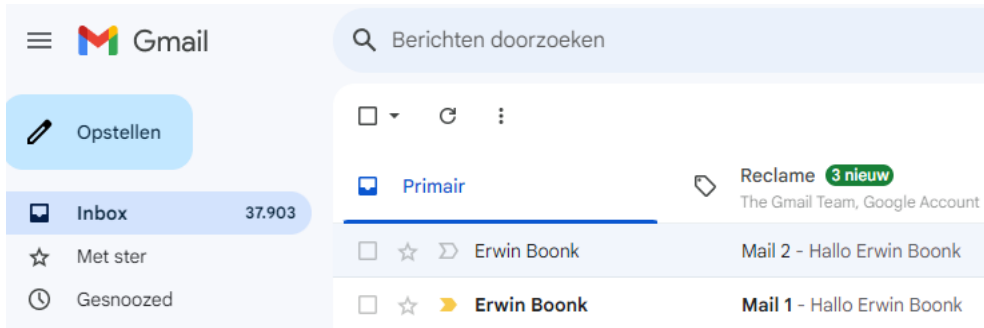 Gmail
Berichten doorzoeken
Opstellen
Primair
Reclame 3 nieuw
The Gmail Team, Google Account
Inbox 37.903
Met ster
Gesnoozed
Erwin Boonk Mail 2 - Hallo Erwin Boonk
Erwin Boonk Mail 1 - Hallo Erwin Boonk